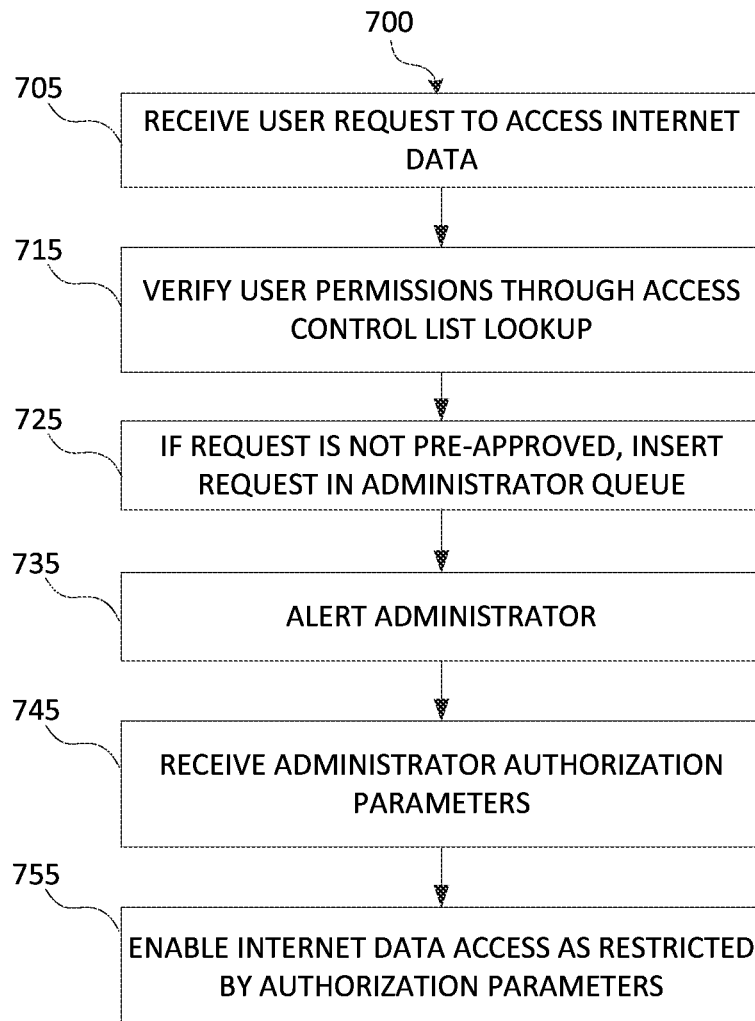 700
705
RECEIVE USER REQUEST TO ACCESS INTERNET
DATA
715
VERIFY USER PERMISSIONS THROUGH ACCESS
CONTROL LIST LOOKUP
725
IF REQUEST IS NOT PRE-APPROVED, INSERT
REQUEST IN ADMINISTRATOR QUEUE
735
ALERT ADMINISTRATOR
745
RECEIVE ADMINISTRATOR AUTHORIZATION
PARAMETERS
755
ENABLE INTERNET DATA ACCESS AS RESTRICTED
BY AUTHORIZATION PARAMETERS